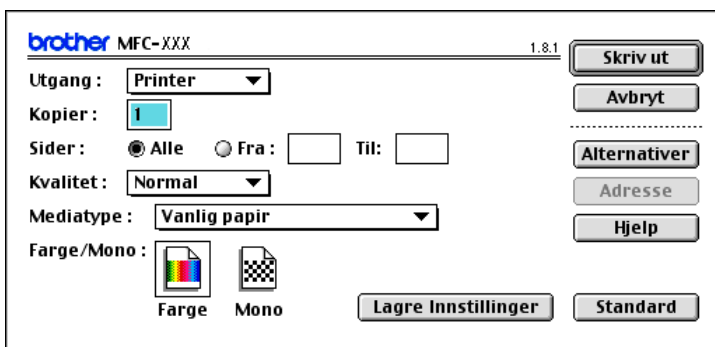 brother MFC-XXX 1.8.1
Skriv ut
Utgang : Printer
Avbryt
Kopier : 1
Sider : Alle Fra : Til:
Alternativer
Kvalitet : Normal
Adresse
Mediatype : Vanlig papir
Hjelp
Farge/Mono :
Farge Mono
Lagre Innstillinger Standard